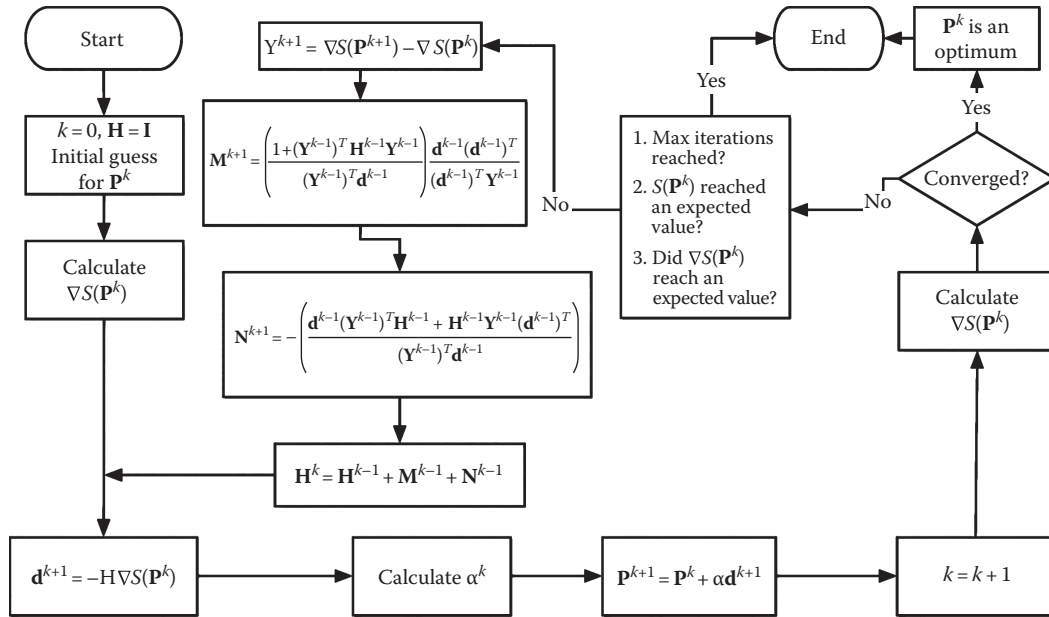 Start
k = 0, H = I
Initial guess
for P^k
Calculate
∇S(P^k)
Y^{k+1} = ∇S(P^{k+1}) – ∇S(P^k)
M^{k+1} = ( (1+(Y^{k–1})^T H^{k–1}Y^{k–1}) / ((Y^{k–1})^T d^{k–1}) ) (d^{k–1}(d^{k–1})^T) / ((d^{k–1})^T Y^{k–1})
N^{k+1} = – ( (d^{k–1}(Y^{k–1})^T H^{k–1} + H^{k–1}Y^{k–1}(d^{k–1})^T) / ((Y^{k–1})^T d^{k–1}) )
H^k = H^{k–1} + M^{k–1} + N^{k–1}
d^{k+1} = –H∇S(P^k)
Calculate α^k
P^{k+1} = P^k + αd^{k+1}
k = k + 1
Calculate
∇S(P^k)
Converged?
Yes
P^k is an
optimum
No
1. Max iterations
reached?
2. S(P^k) reached
an expected
value?
3. Did ∇S(P^k)
reach an
expected value?
Yes
End
No